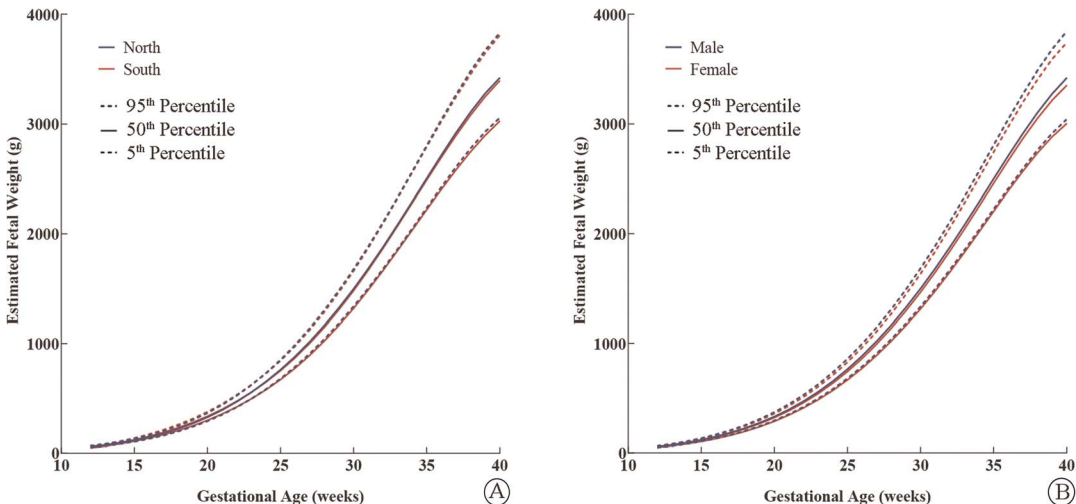 4000
3000
2000
1000
0
10
15
20
25
30
35
40
Estimated Fetal Weight (g)
Gestational Age (weeks)
North
South
95th Percentile
50th Percentile
5th Percentile
A
4000
3000
2000
1000
0
10
15
20
25
30
35
40
Estimated Fetal Weight (g)
Gestational Age (weeks)
Male
Female
95th Percentile
50th Percentile
5th Percentile
B